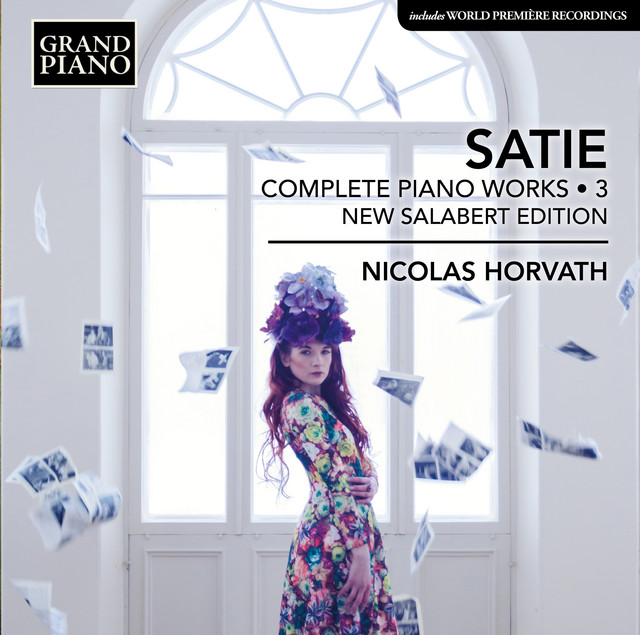 includes WORLD PREMIÈRE RECORDINGS
GRAND
PIANO
SATIE
COMPLETE PIANO WORKS • 3
NEW SALABERT EDITION
NICOLAS HORVATH